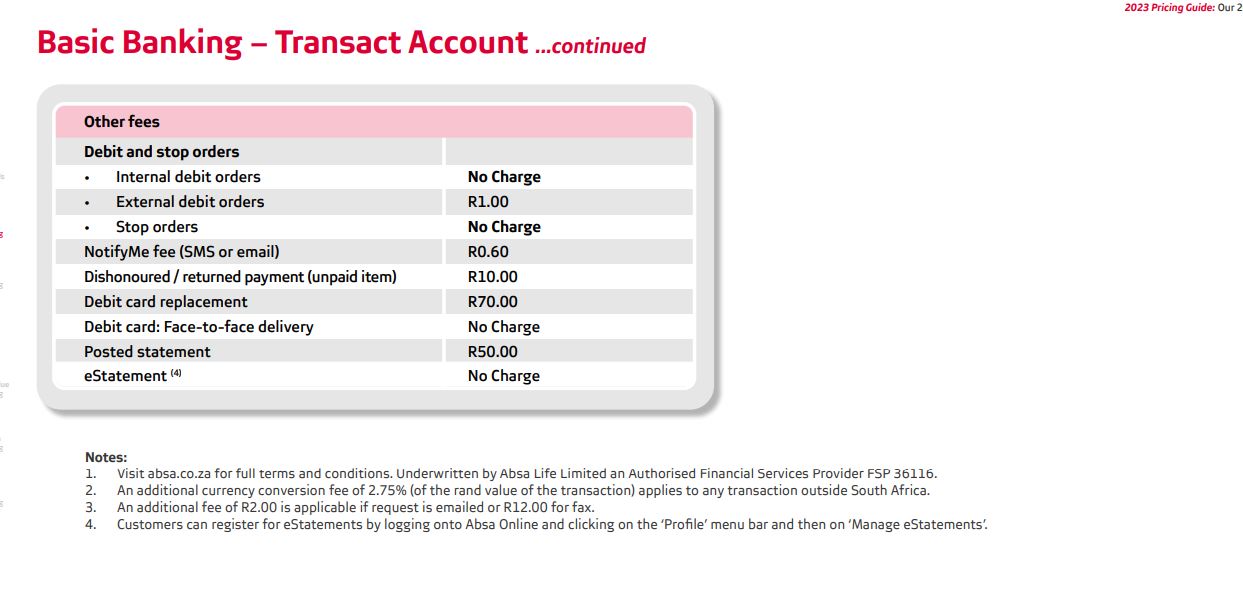 2023 Pricing Guide: Our 2
Basic Banking – Transact Account ...continued
Other fees
Debit and stop orders
• Internal debit orders No Charge
• External debit orders R1.00
• Stop orders No Charge
NotifyMe fee (SMS or email) R0.60
Dishonoured / returned payment (unpaid item) R10.00
Debit card replacement R70.00
Debit card: Face-to-face delivery No Charge
Posted statement R50.00
eStatement (4) No Charge
Notes:
1. Visit absa.co.za for full terms and conditions. Underwritten by Absa Life Limited an Authorised Financial Services Provider FSP 36116.
2. An additional currency conversion fee of 2.75% (of the rand value of the transaction) applies to any transaction outside South Africa.
3. An additional fee of R2.00 is applicable if request is emailed or R12.00 for fax.
4. Customers can register for eStatements by logging onto Absa Online and clicking on the ‘Profile’ menu bar and then on ‘Manage eStatements’.